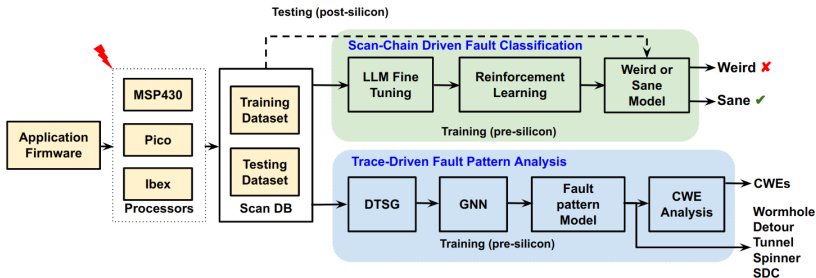 Testing (post-silicon)
Scan-Chain Driven Fault Classification
LLM Fine
Tuning
Reinforcement
Learning
Weird or
Sane
Model
Weird ✘
Sane ✔
Training (pre-silicon)
MSP430
Pico
Ibex
Processors
Application
Firmware
Training
Dataset
Testing
Dataset
Scan DB
Trace-Driven Fault Pattern Analysis
DTSG
GNN
Fault
pattern
Model
CWE
Analysis
Training (pre-silicon)
CWEs
Wormhole
Detour
Tunnel
Spinner
SDC